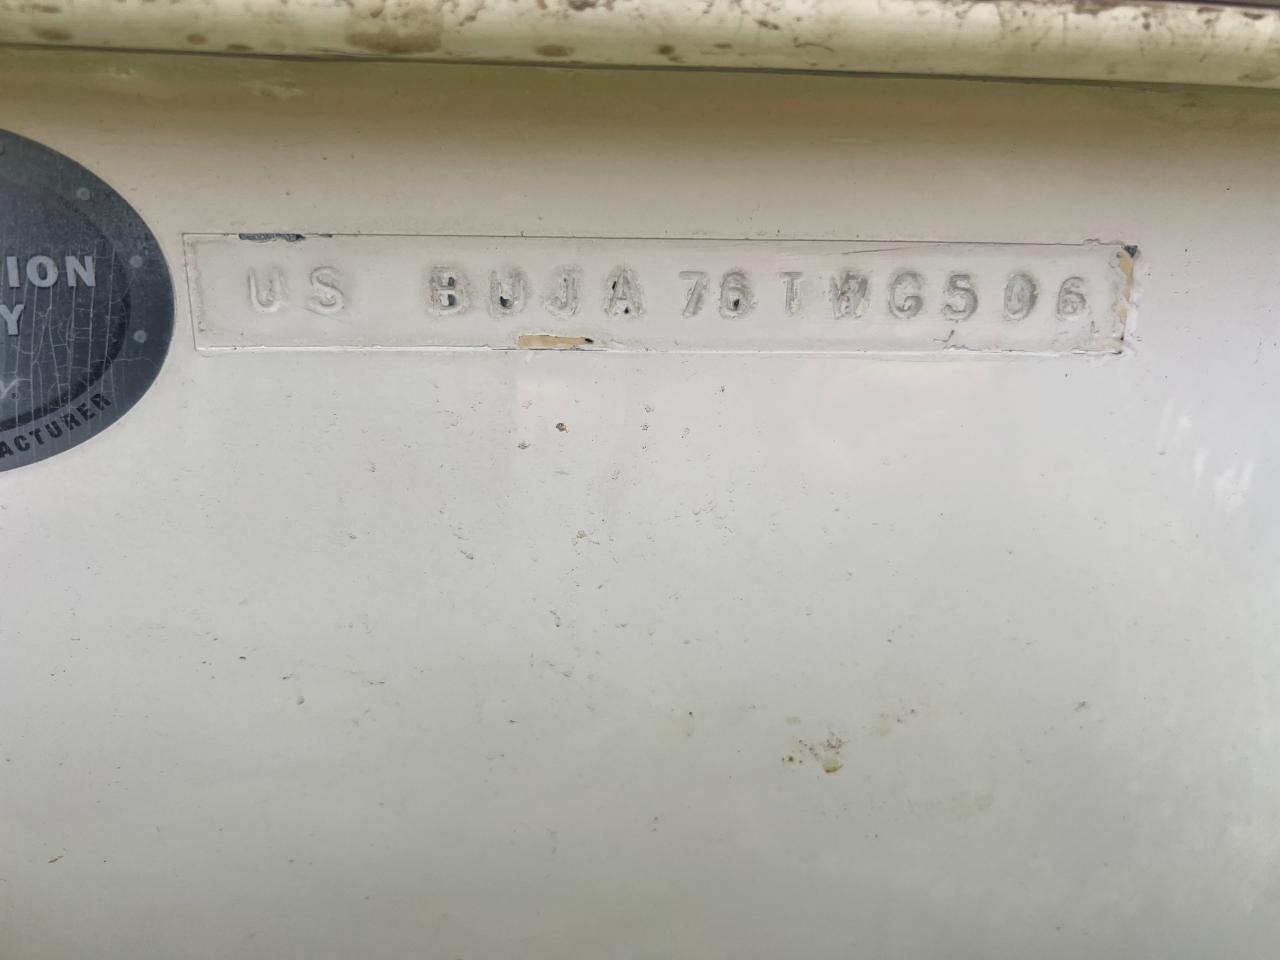 ION
Y
ACTURER
US BUJA76TWG506